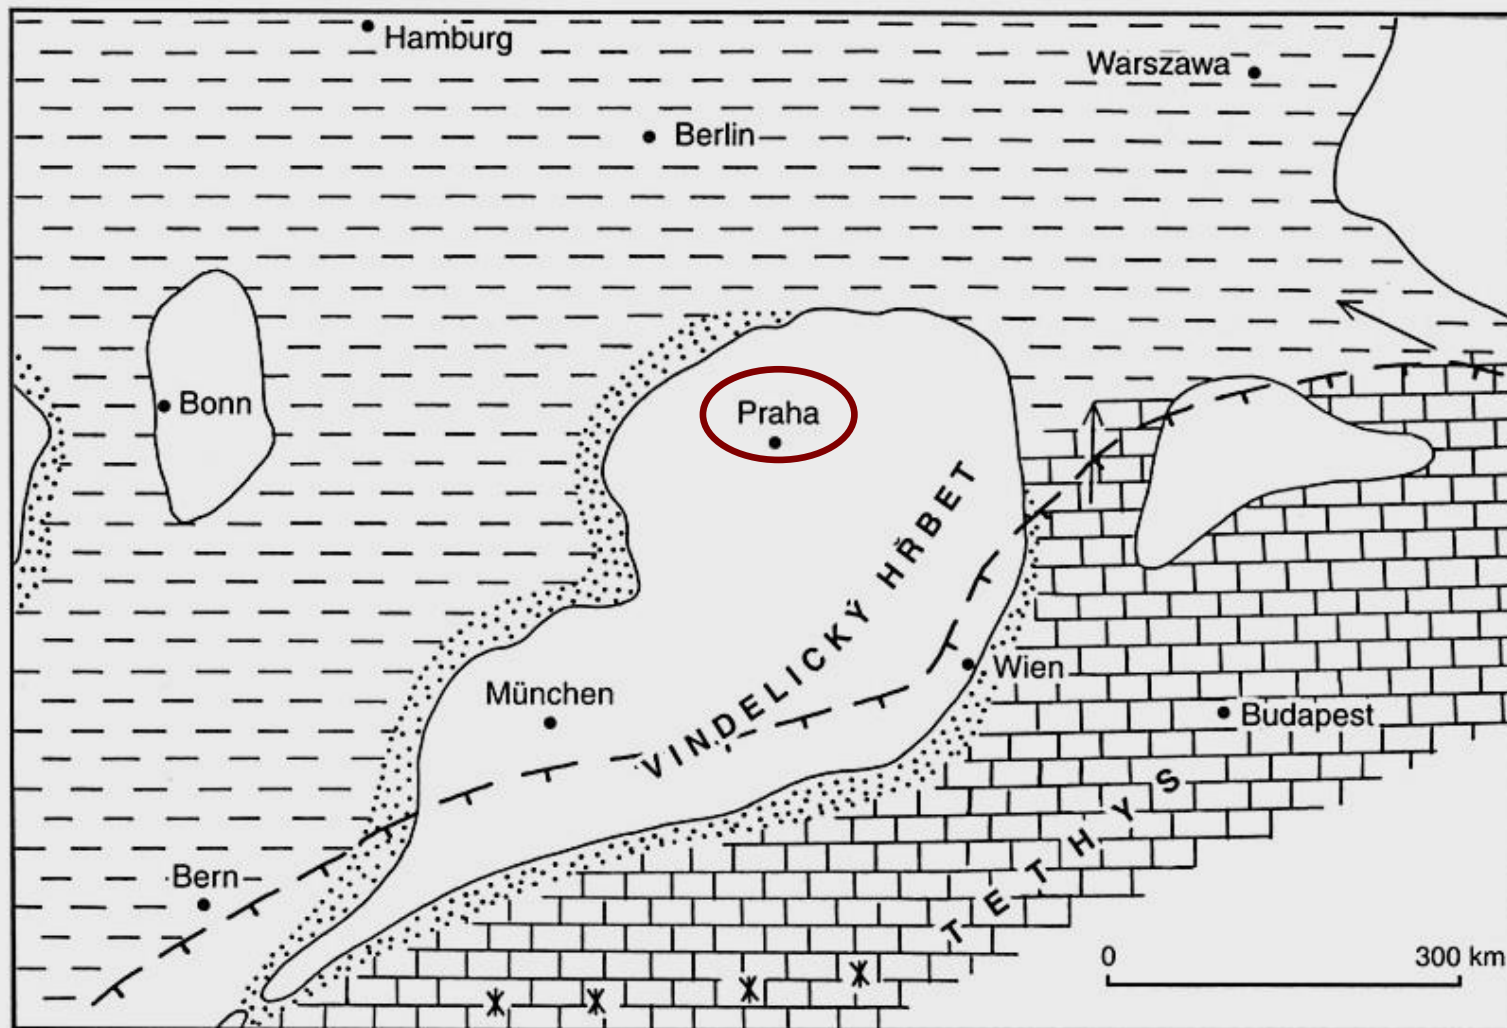 Hamburg
Warszawa
Berlin
Bonn
Praha
VINDELICKÝ HŘBET
Wien
München
Budapest
TETHYS
Bern
0 300 km